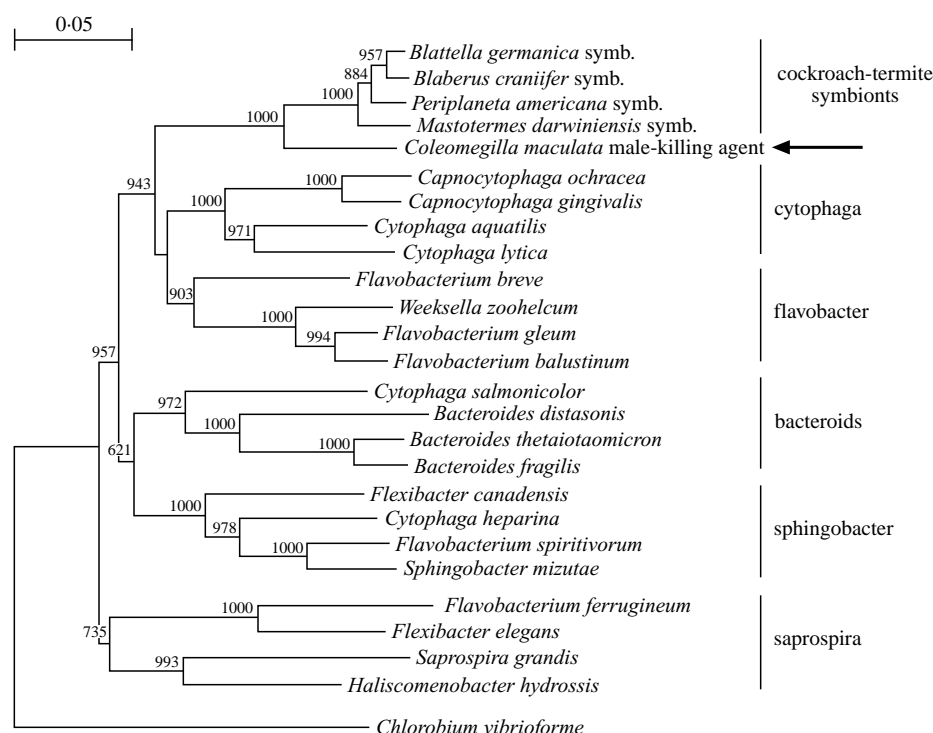 0·05
957
Blattella germanica symb.
884
Blaberus craniifer symb.
cockroach-termite
symbionts
1000
Periplaneta americana symb.
1000
Mastotermes darwiniensis symb.
Coleomegilla maculata male-killing agent
943
1000
Capnocytophaga ochracea
1000
Capnocytophaga gingivalis
cytophaga
971
Cytophaga aquatilis
Cytophaga lytica
903
Flavobacterium breve
1000
Weeksella zoohelcum
flavobacter
994
Flavobacterium gleum
957
Flavobacterium balustinum
972
Cytophaga salmonicolor
1000
Bacteroides distasonis
bacteroids
621
1000
Bacteroides thetaiotaomicron
Bacteroides fragilis
1000
Flexibacter canadensis
978
Cytophaga heparina
sphingobacter
1000
Flavobacterium spiritivorum
Sphingobacter mizutae
1000
Flavobacterium ferrugineum
735
Flexibacter elegans
saprospira
993
Saprospira grandis
Haliscomenobacter hydrossis
Chlorobium vibrioforme